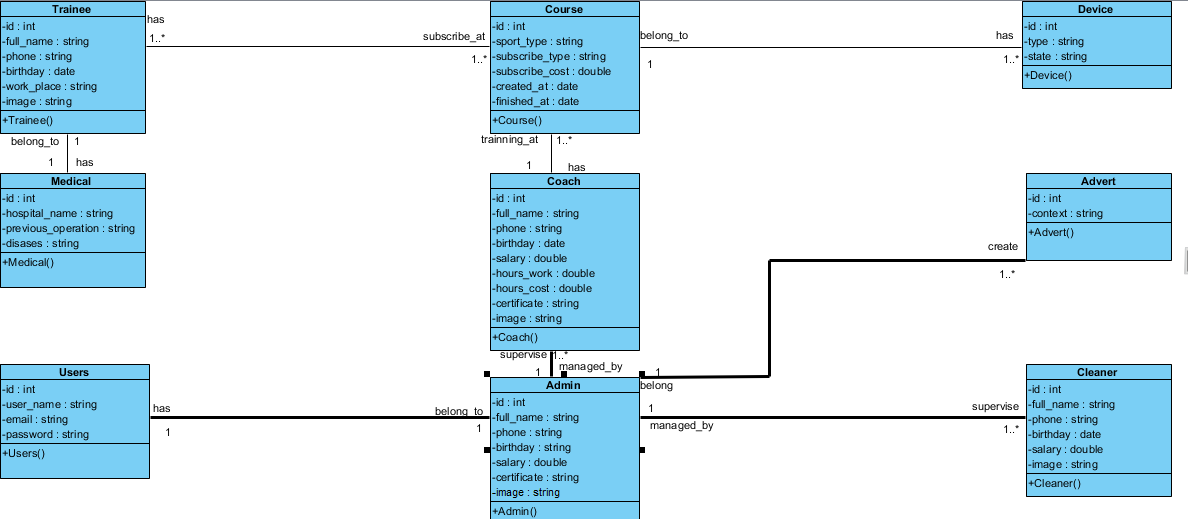 Trainee
-id : int
-full_name : string
-phone : string
-birthday : date
-work_place : string
-image : string
+Trainee()
has
1..*
subscribe_at
1..*
Course
-id : int
-sport_type : string
-subscribe_type : string
-subscribe_cost : double
-created_at : date
-finished_at : date
+Course()
belong_to
1
has
1..*
Device
-id : int
-type : string
-state : string
+Device()
belong_to
1
1
has
trainning_at
1..*
1
has
Medical
-id : int
-hospital_name : string
-previous_operation : string
-disases : string
+Medical()
Coach
-id : int
-full_name : string
-phone : string
-birthday : date
-salary : double
-hours_work : double
-hours_cost : double
-certificate : string
-image : string
+Coach()
Advert
-id : int
-context : string
+Advert()
create
1..*
supervise
1..*
1
managed_by
1
belong
Users
-id : int
-user_name : string
-email : string
-password : string
+Users()
has
1
belong_to
1
Admin
-id : int
-full_name : string
-phone : string
-birthday : string
-salary : double
-certificate : string
-image : string
+Admin()
1
managed_by
supervise
1..*
Cleaner
-id : int
-full_name : string
-phone : string
-birthday : date
-salary : double
-image : string
+Cleaner()